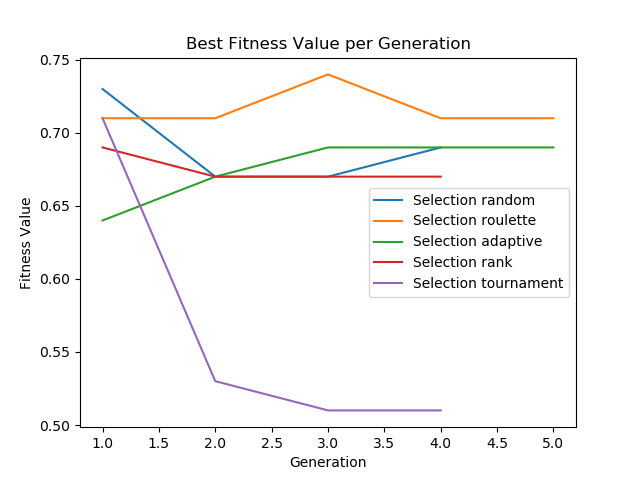 Best Fitness Value per Generation
Fitness Value
0.75
0.70
0.65
0.60
0.55
0.50
Selection random
Selection roulette
Selection adaptive
Selection rank
Selection tournament
1.0 1.5 2.0 2.5 3.0 3.5 4.0 4.5 5.0
Generation